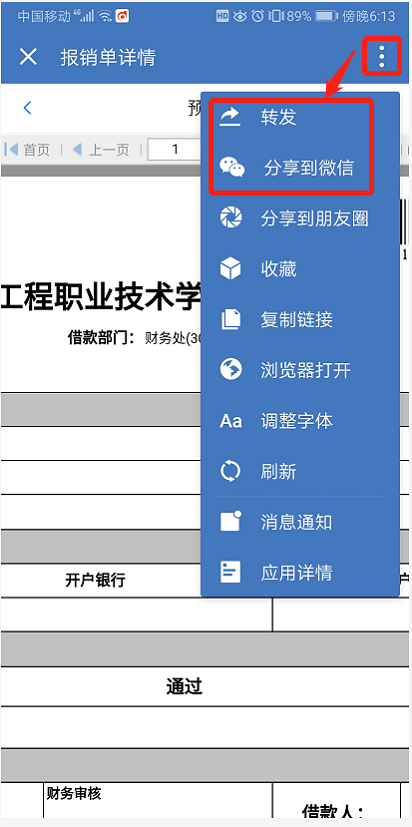 中国移动 4G HD 89% 傍晚6:13
报销单详情
预
转发
首页 上一页 1
分享到微信
分享到朋友圈
1
收藏
工程职业技术学
复制链接
借款部门： 财务处(30
浏览器打开
Aa 调整字体
刷新
消息通知
应用详情
开户银行
户
通过
财务审核
借款人：